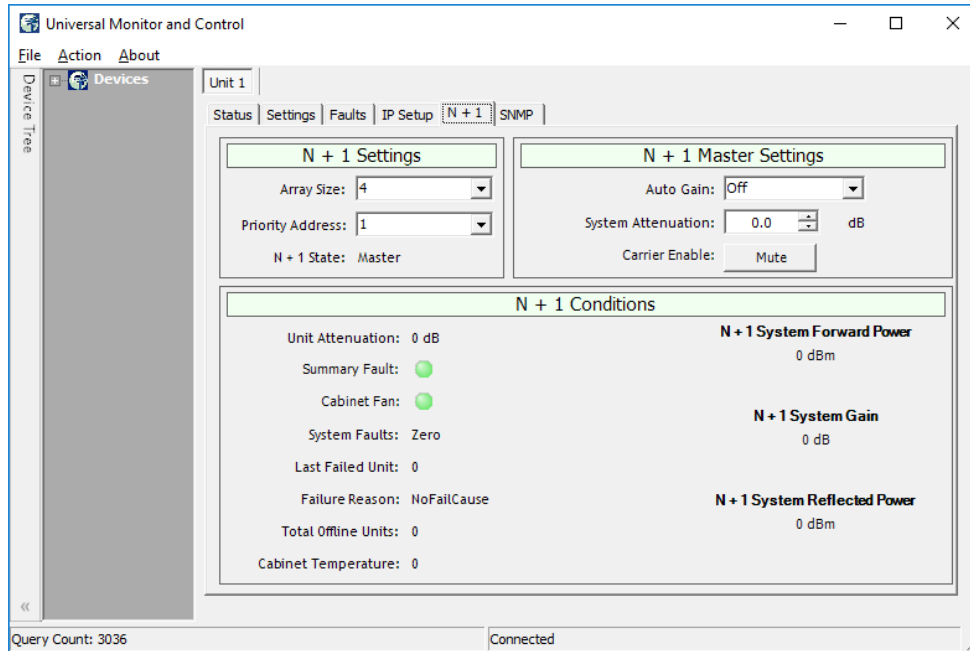 Universal Monitor and Control
File Action About
Device Tree
Devices
Unit 1
Status Settings Faults IP Setup N + 1 SNMP
N + 1 Settings
Array Size: 4
Priority Address: 1
N + 1 State: Master
N + 1 Master Settings
Auto Gain: Off
System Attenuation: 0.0 dB
Carrier Enable: Mute
N + 1 Conditions
Unit Attenuation: 0 dB
Summary Fault:
Cabinet Fan:
System Faults: Zero
Last Failed Unit: 0
Failure Reason: NoFailCause
Total Offline Units: 0
Cabinet Temperature: 0
N + 1 System Forward Power
0 dBm
N + 1 System Gain
0 dB
N + 1 System Reflected Power
0 dBm
Query Count: 3036
Connected